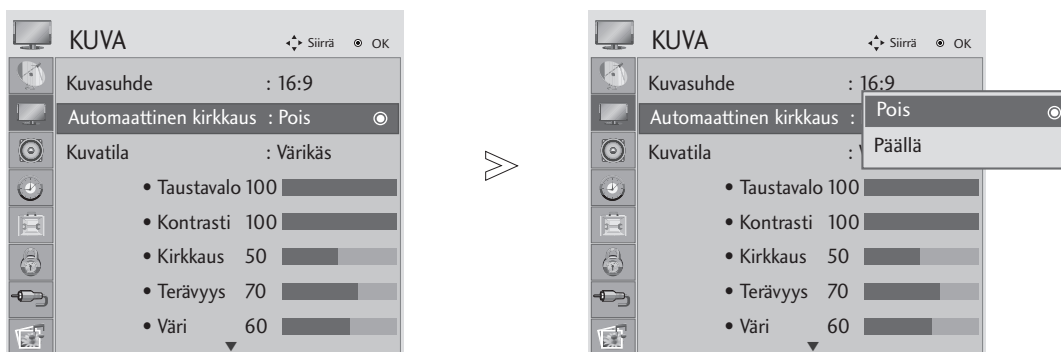 KUVA Siirrä OK
Kuvasuhde : 16:9
Automaattinen kirkkaus : Pois
Kuvatila : Värikäs
• Taustavalo 100
• Kontrasti 100
• Kirkkaus 50
• Terävyys 70
• Väri 60
KUVA Siirrä OK
Kuvasuhde : 16:9
Automaattinen kirkkaus :
Pois
Päällä
Kuvatila :
• Taustavalo 100
• Kontrasti 100
• Kirkkaus 50
• Terävyys 70
• Väri 60